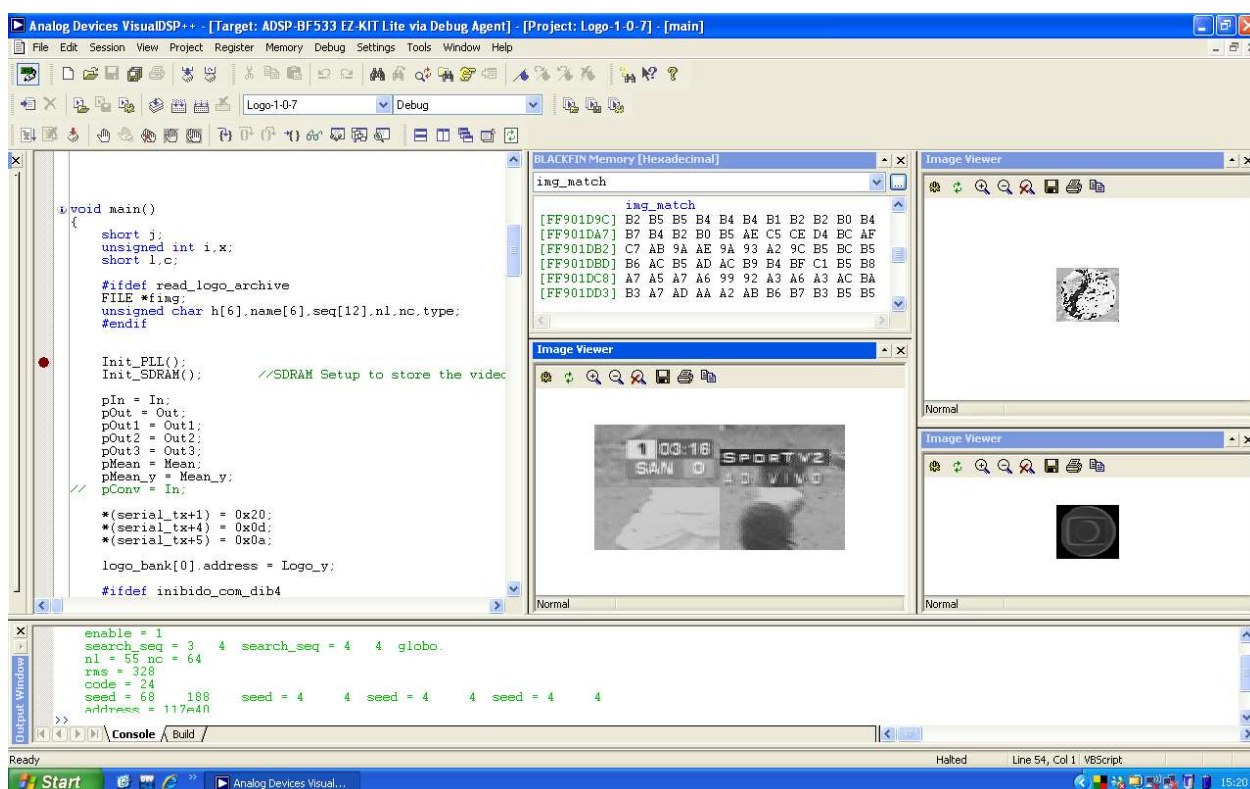 Analog Devices VisualDSP++ - [Target: ADSP-BF533 EZ-KIT Lite via Debug Agent] - [Project: Logo-1-0-7] - [main]
File Edit Session View Project Register Memory Debug Settings Tools Window Help
Logo-1-0-7 Debug
void main()
{
short j;
unsigned int i,x;
short l,c;
#ifdef read_logo_archive
FILE *fimg;
unsigned char h[6],name[6],seq[12],nl,nc,type;
#endif
Init_PLL();
Init_SDRAM(); //SDRAM Setup to store the video
pIn = In;
pOut = Out;
pOut1 = Out1;
pOut2 = Out2;
pOut3 = Out3;
pMean = Mean;
pMean_y = Mean_y;
// pConv = In;
*(serial_tx+1) = 0x20;
*(serial_tx+4) = 0x0d;
*(serial_tx+5) = 0x0a;
logo_bank[0].address = Logo_y;
#ifdef inibido_com_dib4
BLACKFIN Memory [Hexadecimal]
img_match
img_match
[FF901D9C] B2 B5 B5 B4 B4 B4 B1 B2 B2 B0 B4
[FF901DA7] B7 B4 B2 B0 B5 AE C5 CE D4 BC AF
[FF901DB2] C7 AB 9A AE 9A 93 A2 9C B5 BC B5
[FF901DBD] B6 AC B5 AD AC B9 B4 BF C1 B5 B8
[FF901DC8] A7 A5 A7 A6 99 92 A3 A6 A3 AC BA
[FF901DD3] B3 A7 AD AA A2 AB B6 B7 B3 B5 B5
Image Viewer
1 03:16
SAN 0
SPORTV2
AO VIVO
Normal
Image Viewer
Normal
Image Viewer
Normal
Output Window
enable = 1
search_seq = 3 4 search_seq = 4 4 globo.
nl = 55 nc = 64
rms = 328
code = 24
seed = 68 188 seed = 4 4 seed = 4 4 seed = 4 4
address = 117e40
>>
Console Build
Ready Halted Line 54, Col 1 VBScript
Start Analog Devices Visual... 15:20